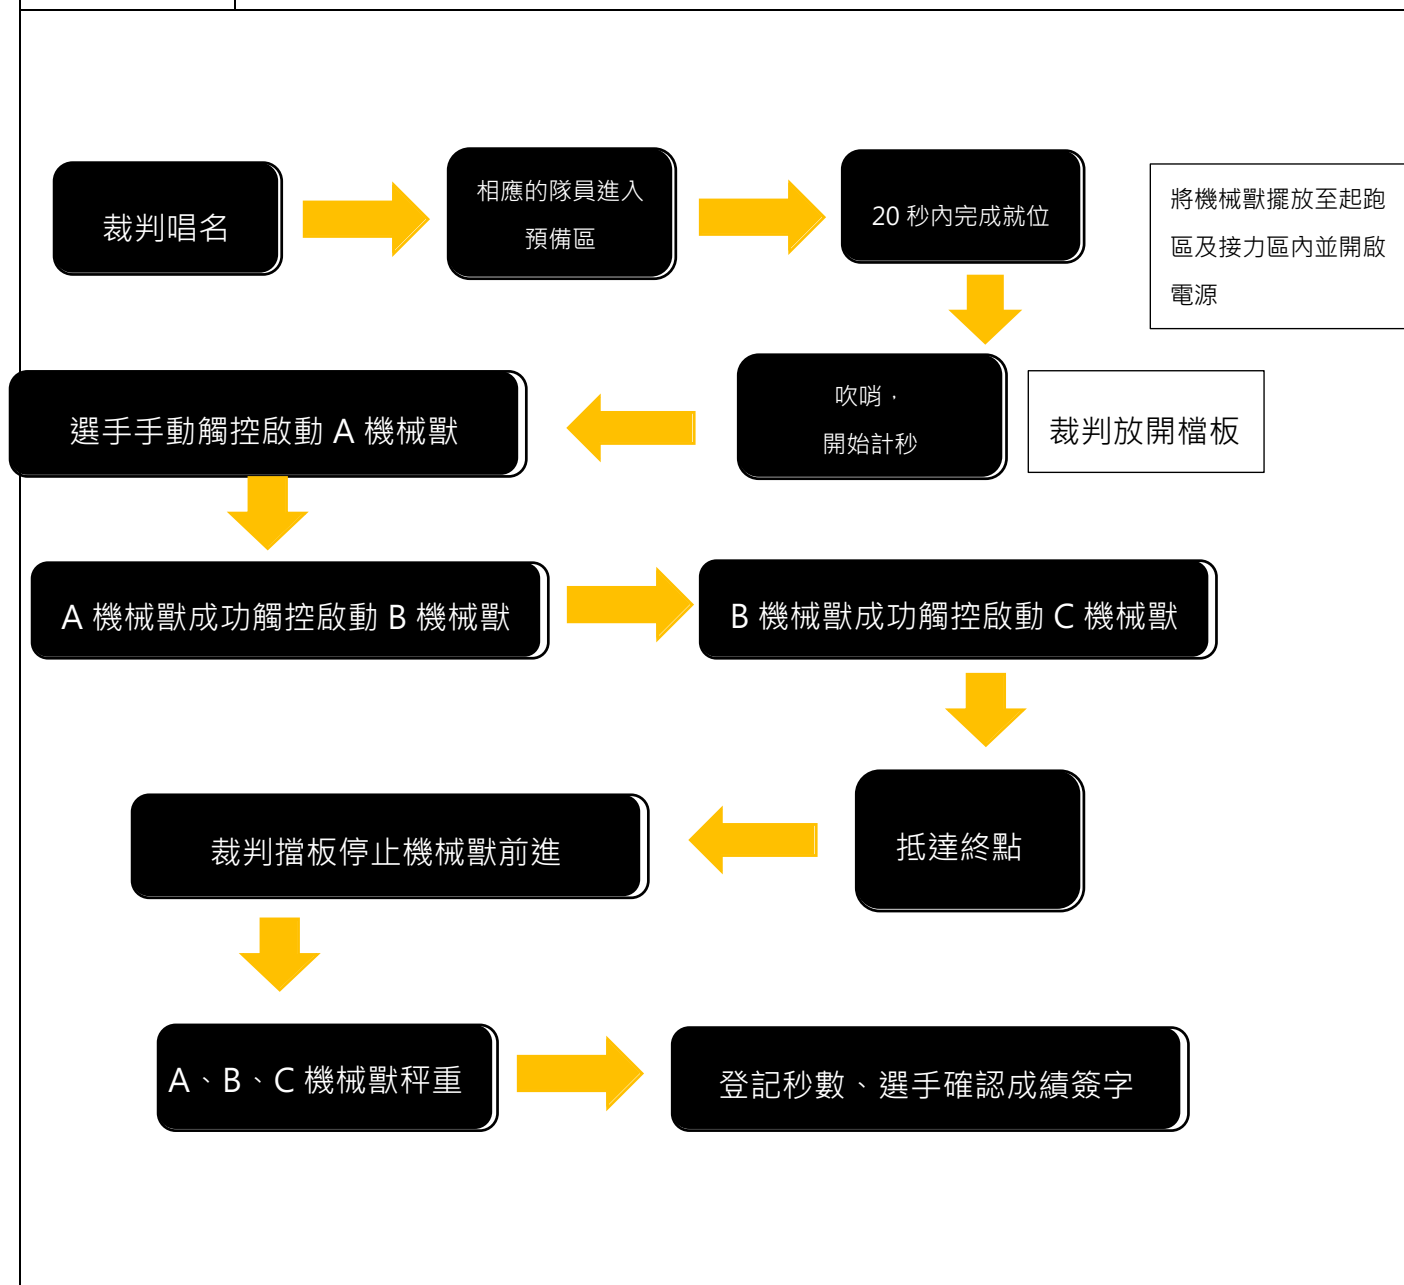 裁判唱名
相應的隊員進入
預備區
20 秒內完成就位
將機械獸擺放至起跑
區及接力區內並開啟
電源
吹哨，
開始計秒
裁判放開檔板
選手手動觸控啟動 A 機械獸
A 機械獸成功觸控啟動 B 機械獸
B 機械獸成功觸控啟動 C 機械獸
抵達終點
裁判擋板停止機械獸前進
A、B、C 機械獸秤重
登記秒數、選手確認成績簽字